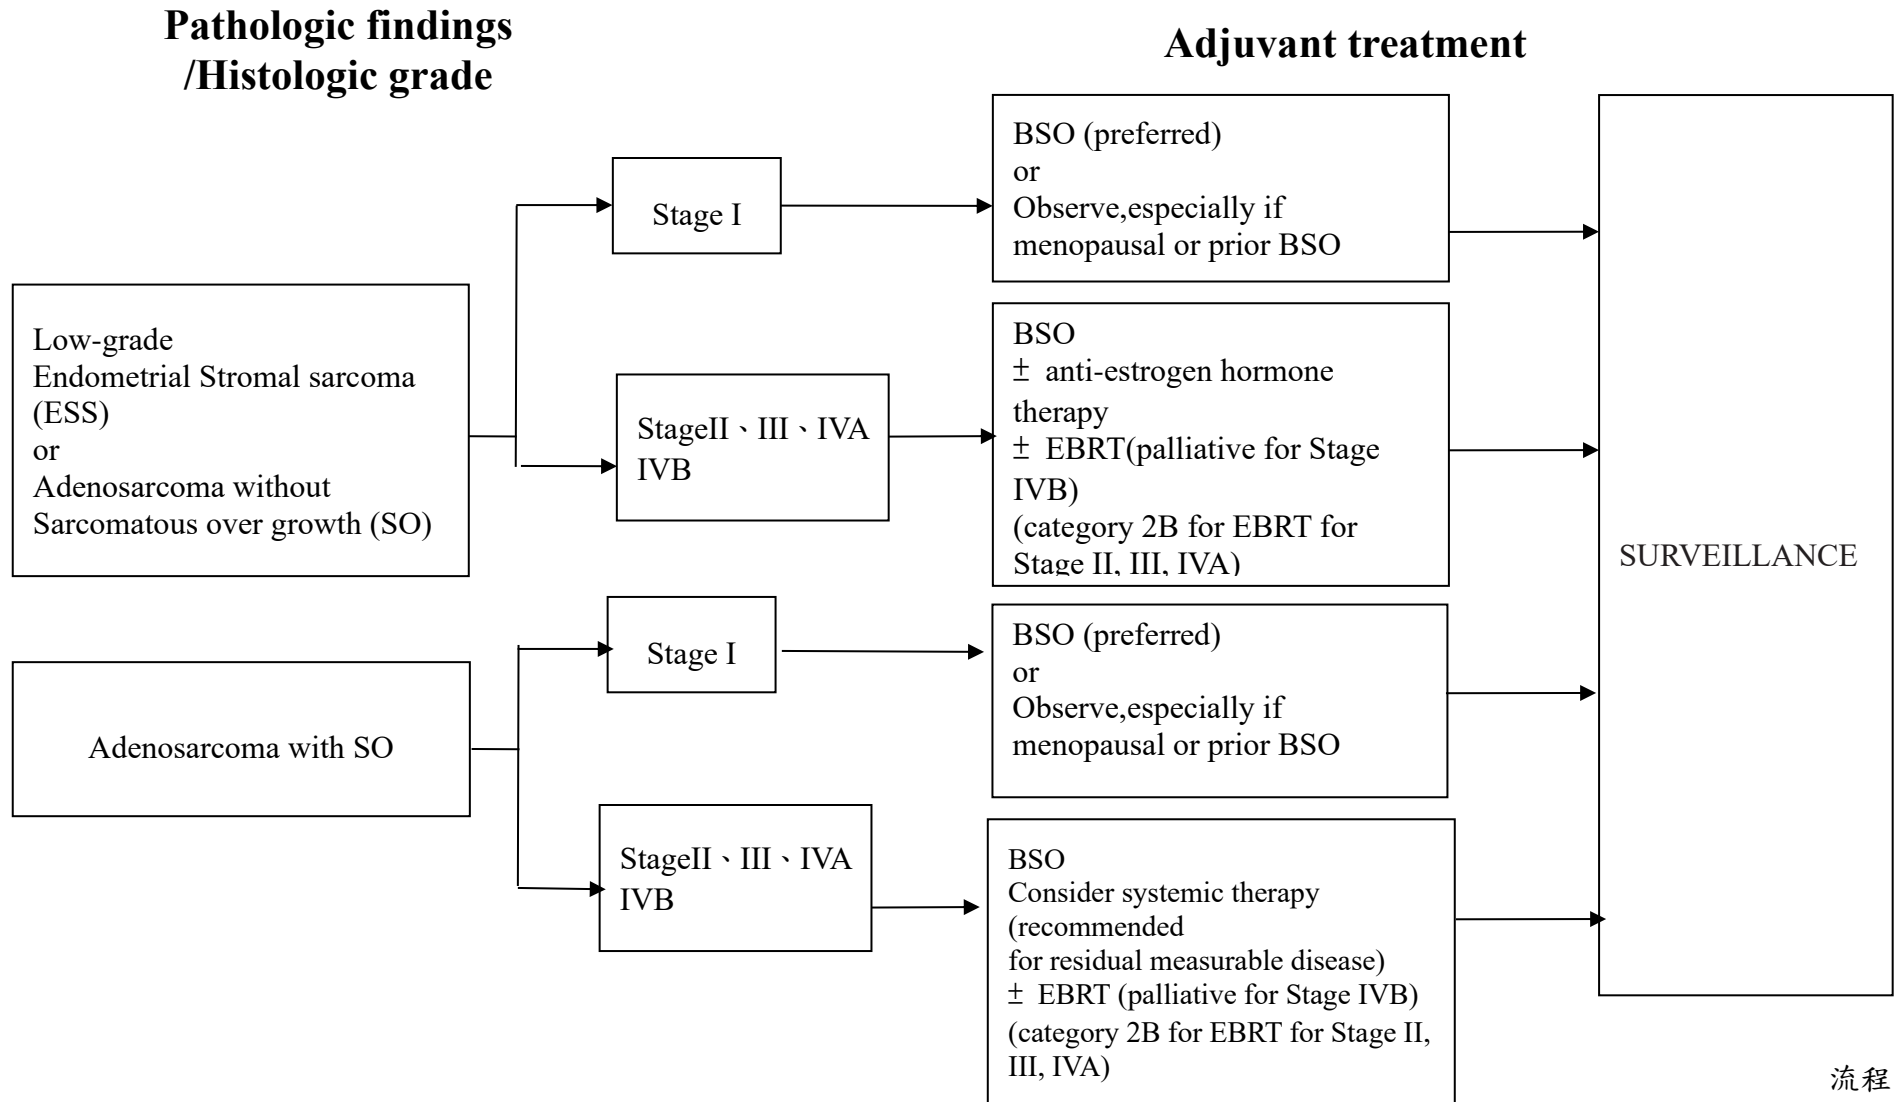 Pathologic findings
/Histologic grade
Adjuvant treatment
Low-grade
Endometrial Stromal sarcoma
(ESS)
or
Adenosarcoma without
Sarcomatous over growth (SO)
Stage I
BSO (preferred)
or
Observe,especially if
menopausal or prior BSO
StageII、III、IVA
IVB
BSO
± anti-estrogen hormone
therapy
± EBRT(palliative for Stage
IVB)
(category 2B for EBRT for
Stage II, III, IVA)
Adenosarcoma with SO
Stage I
BSO (preferred)
or
Observe,especially if
menopausal or prior BSO
StageII、III、IVA
IVB
BSO
Consider systemic therapy
(recommended
for residual measurable disease)
± EBRT (palliative for Stage IVB)
(category 2B for EBRT for Stage II,
III, IVA)
SURVEILLANCE
流程